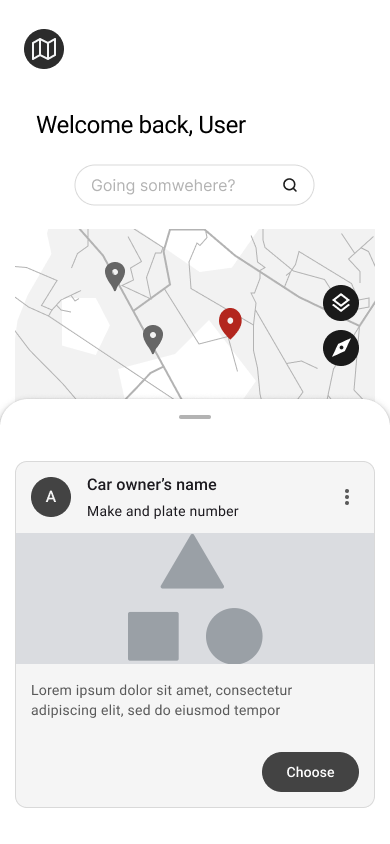 Welcome back, User
Going somwehere?
A
Car owner’s name
Make and plate number
Lorem ipsum dolor sit amet, consectetur
adipiscing elit, sed do eiusmod tempor
Choose